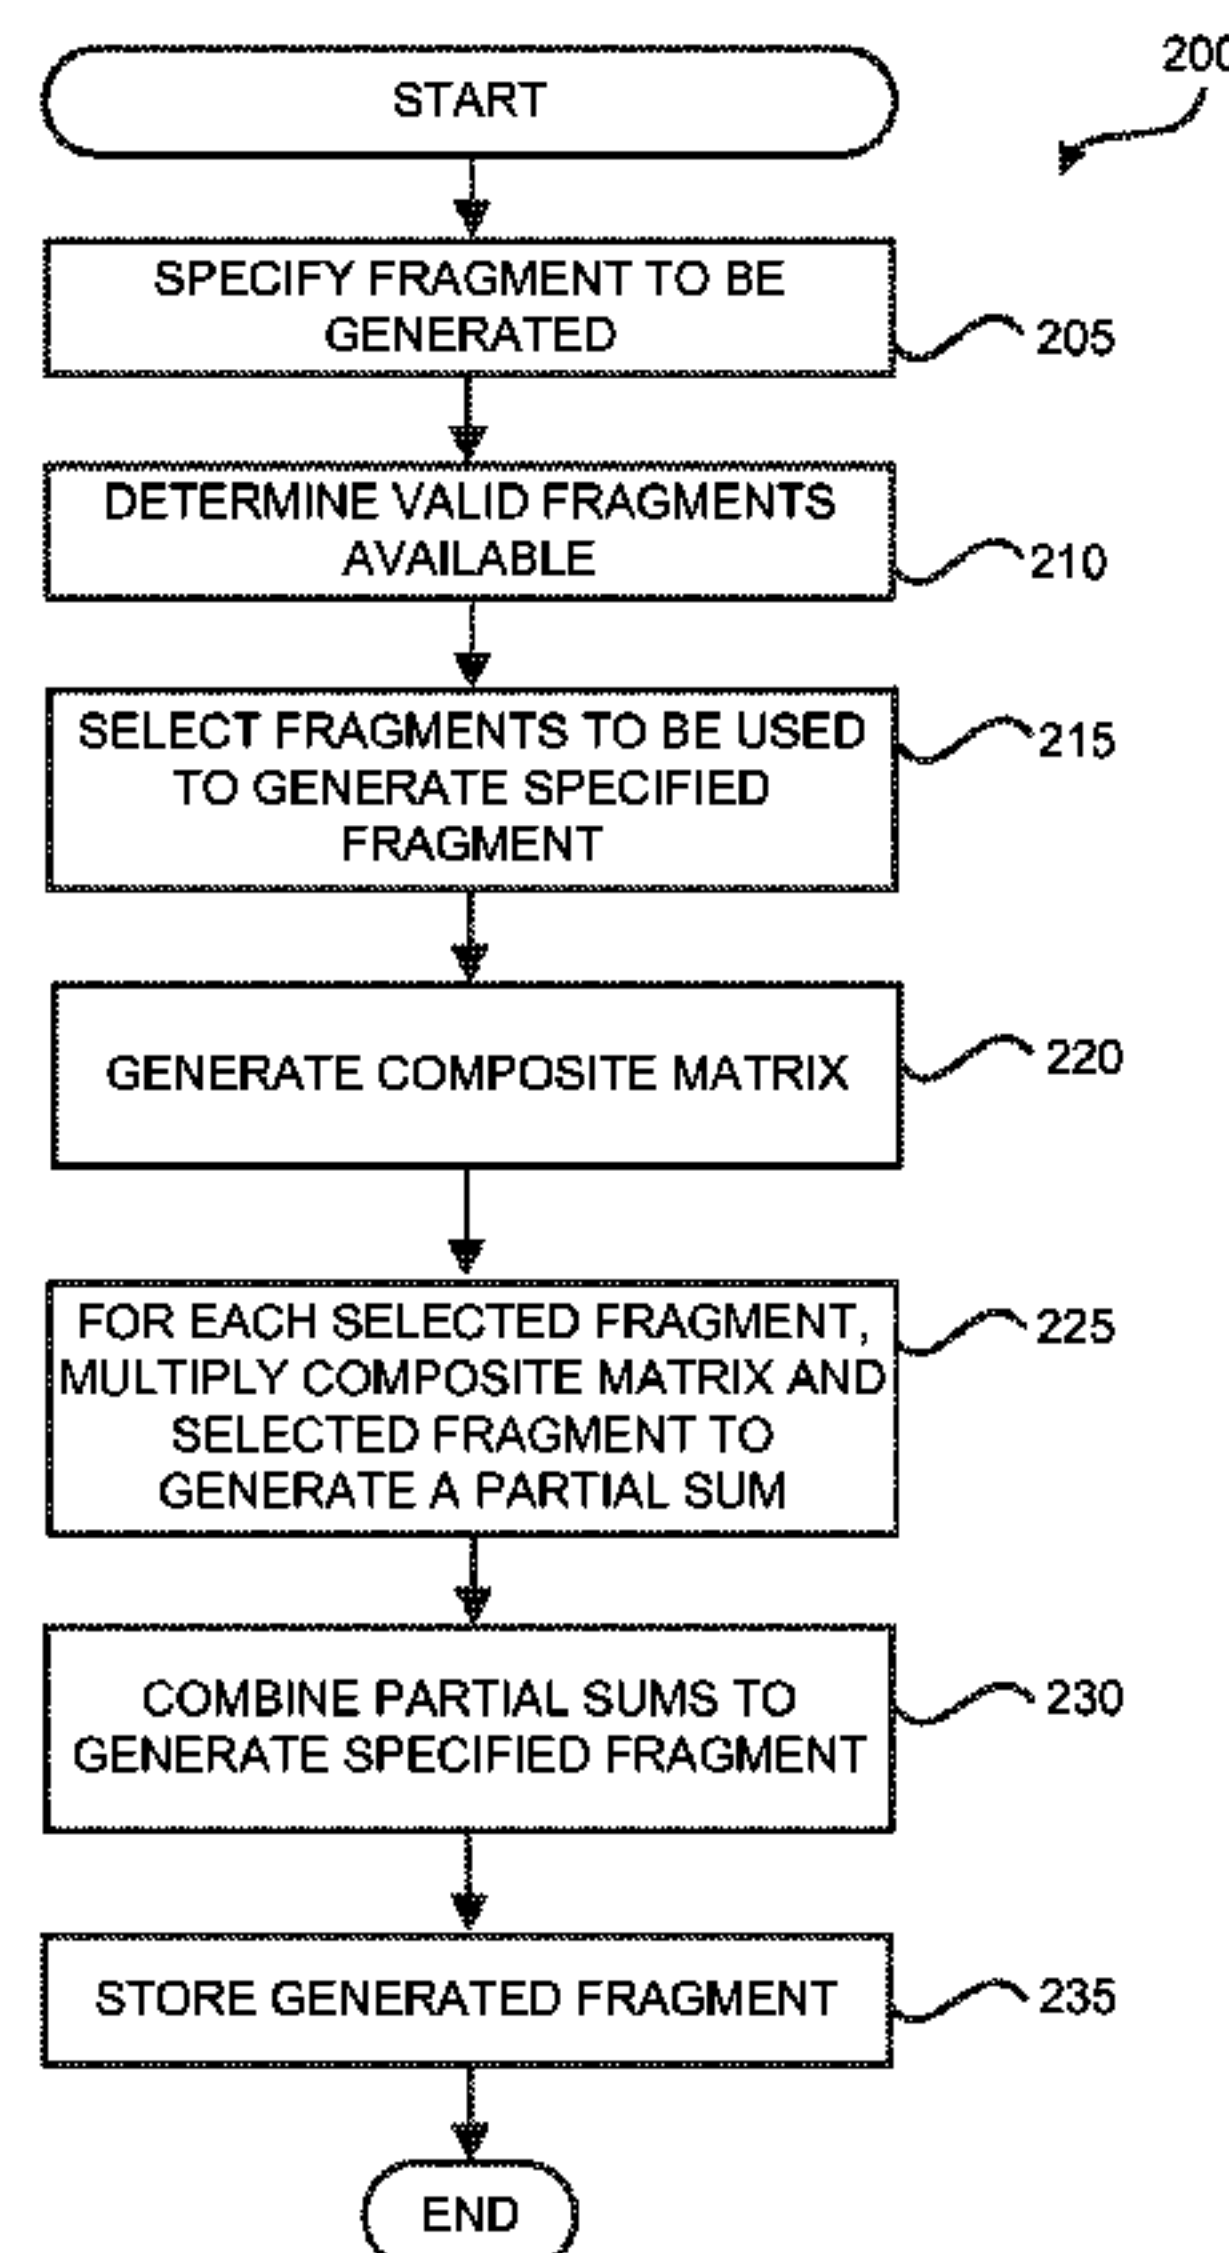 200
START
SPECIFY FRAGMENT TO BE
GENERATED
205
DETERMINE VALID FRAGMENTS
AVAILABLE
210
SELECT FRAGMENTS TO BE USED
TO GENERATE SPECIFIED
FRAGMENT
215
GENERATE COMPOSITE MATRIX
220
FOR EACH SELECTED FRAGMENT,
MULTIPLY COMPOSITE MATRIX AND
SELECTED FRAGMENT TO
GENERATE A PARTIAL SUM
225
COMBINE PARTIAL SUMS TO
GENERATE SPECIFIED FRAGMENT
230
STORE GENERATED FRAGMENT
235
END